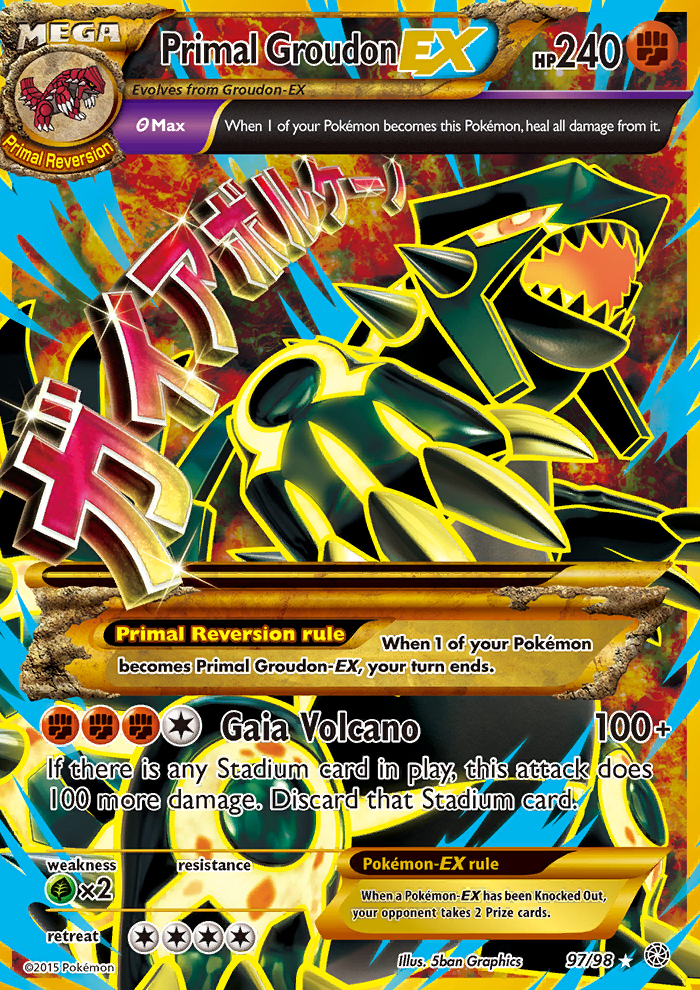 MEGA
Primal Groudon EX
HP240
Evolves from Groudon-EX
Primal Reversion
θ Max
When 1 of your Pokémon becomes this Pokémon, heal all damage from it.
ガイアボルケーノ
Primal Reversion rule When 1 of your Pokémon
becomes Primal Groudon-EX, your turn ends.
Gaia Volcano 100+
If there is any Stadium card in play, this attack does
100 more damage. Discard that Stadium card.
weakness resistance
×2
retreat
Pokémon-EX rule
When a Pokémon-EX has been Knocked Out,
your opponent takes 2 Prize cards.
©2015 Pokémon
Illus. 5ban Graphics
97/98 ★